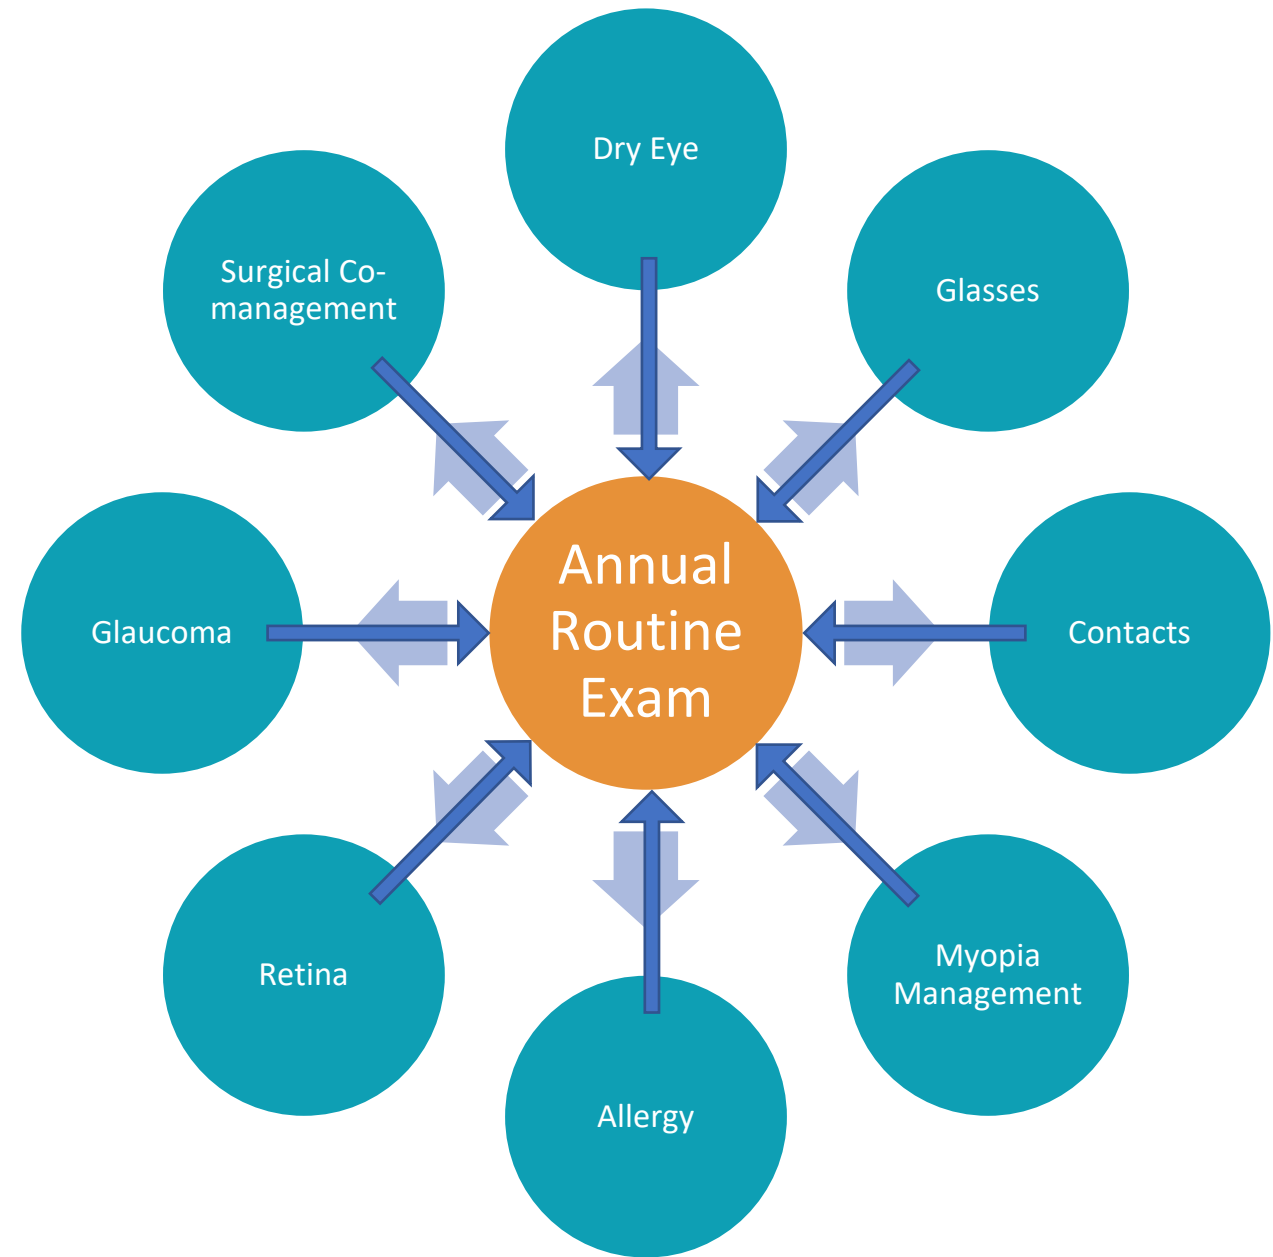 Dry Eye
Glasses
Contacts
Myopia
Management
Allergy
Retina
Glaucoma
Surgical Co-
management
Annual
Routine
Exam